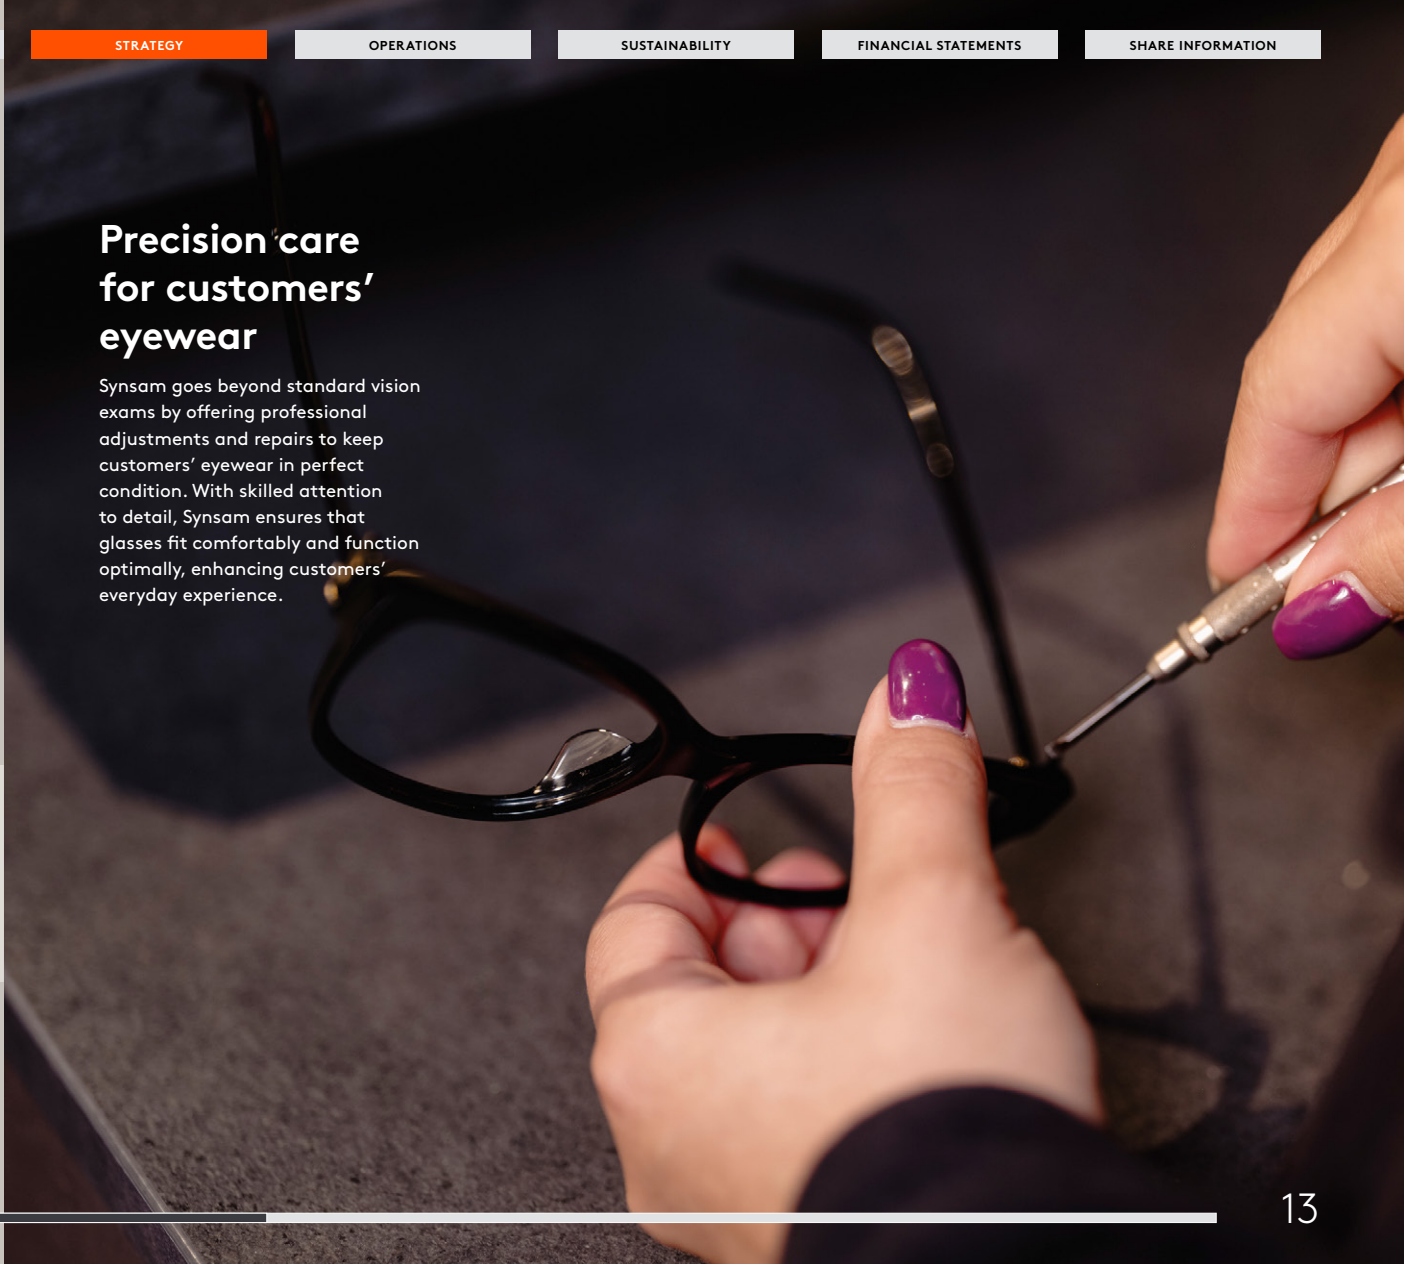 STRATEGY
OPERATIONS
SUSTAINABILITY
FINANCIAL STATEMENTS
SHARE INFORMATION
Precision care
for customers’
eyewear
Synsam goes beyond standard vision
exams by offering professional
adjustments and repairs to keep
customers’ eyewear in perfect
condition. With skilled attention
to detail, Synsam ensures that
glasses fit comfortably and function
optimally, enhancing customers’
everyday experience.
13